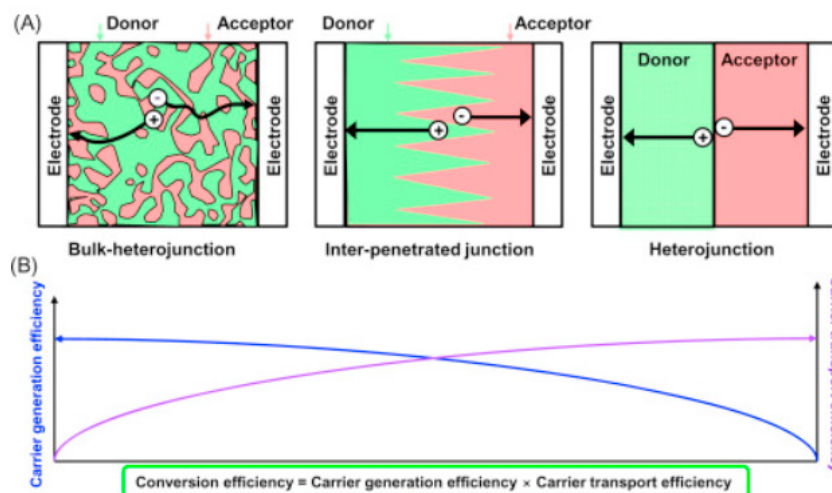 (A)
Donor Acceptor
Donor Acceptor
Electrode
Electrode
Electrode
Electrode
Electrode
Donor Acceptor
Electrode
Bulk-heterojunction
Inter-penetrated junction
Heterojunction
(B)
Carrier generation efficiency
Conversion efficiency = Carrier generation efficiency × Carrier transport efficiency